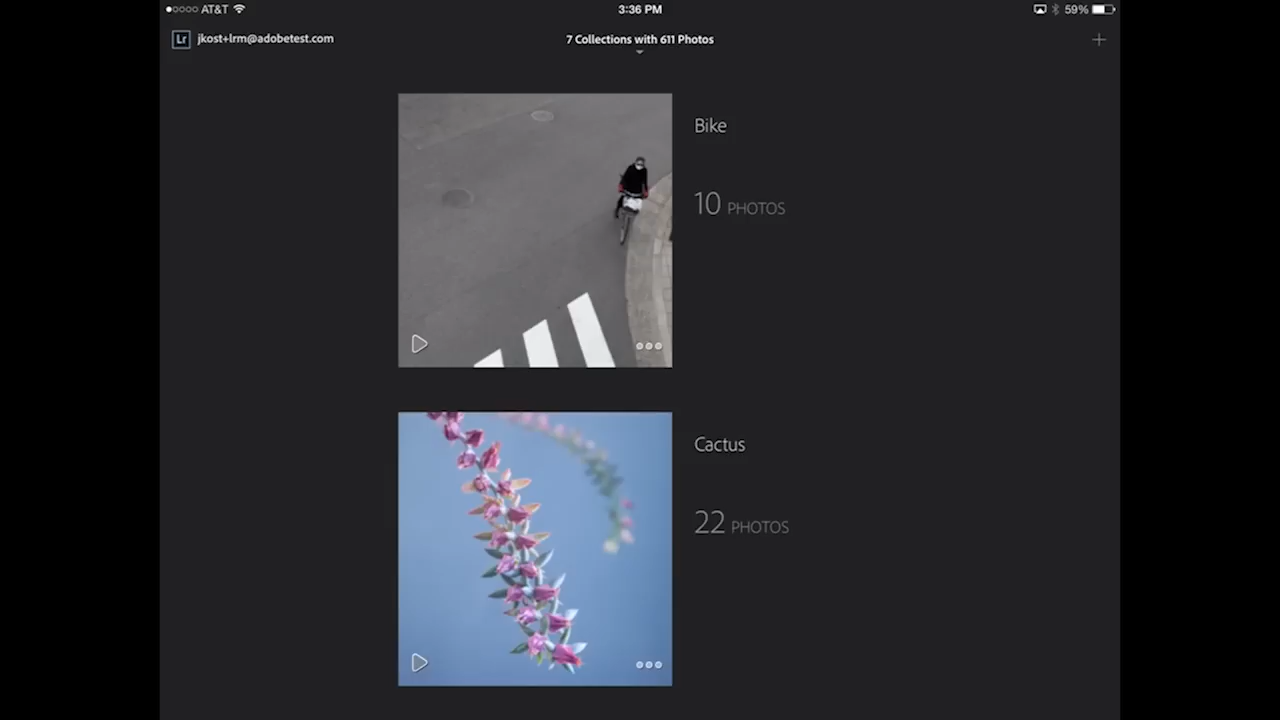 AT&T 3:36 PM 59%
Lr jkost+lrm@adobetest.com 7 Collections with 611 Photos
Bike
10 PHOTOS
Cactus
22 PHOTOS